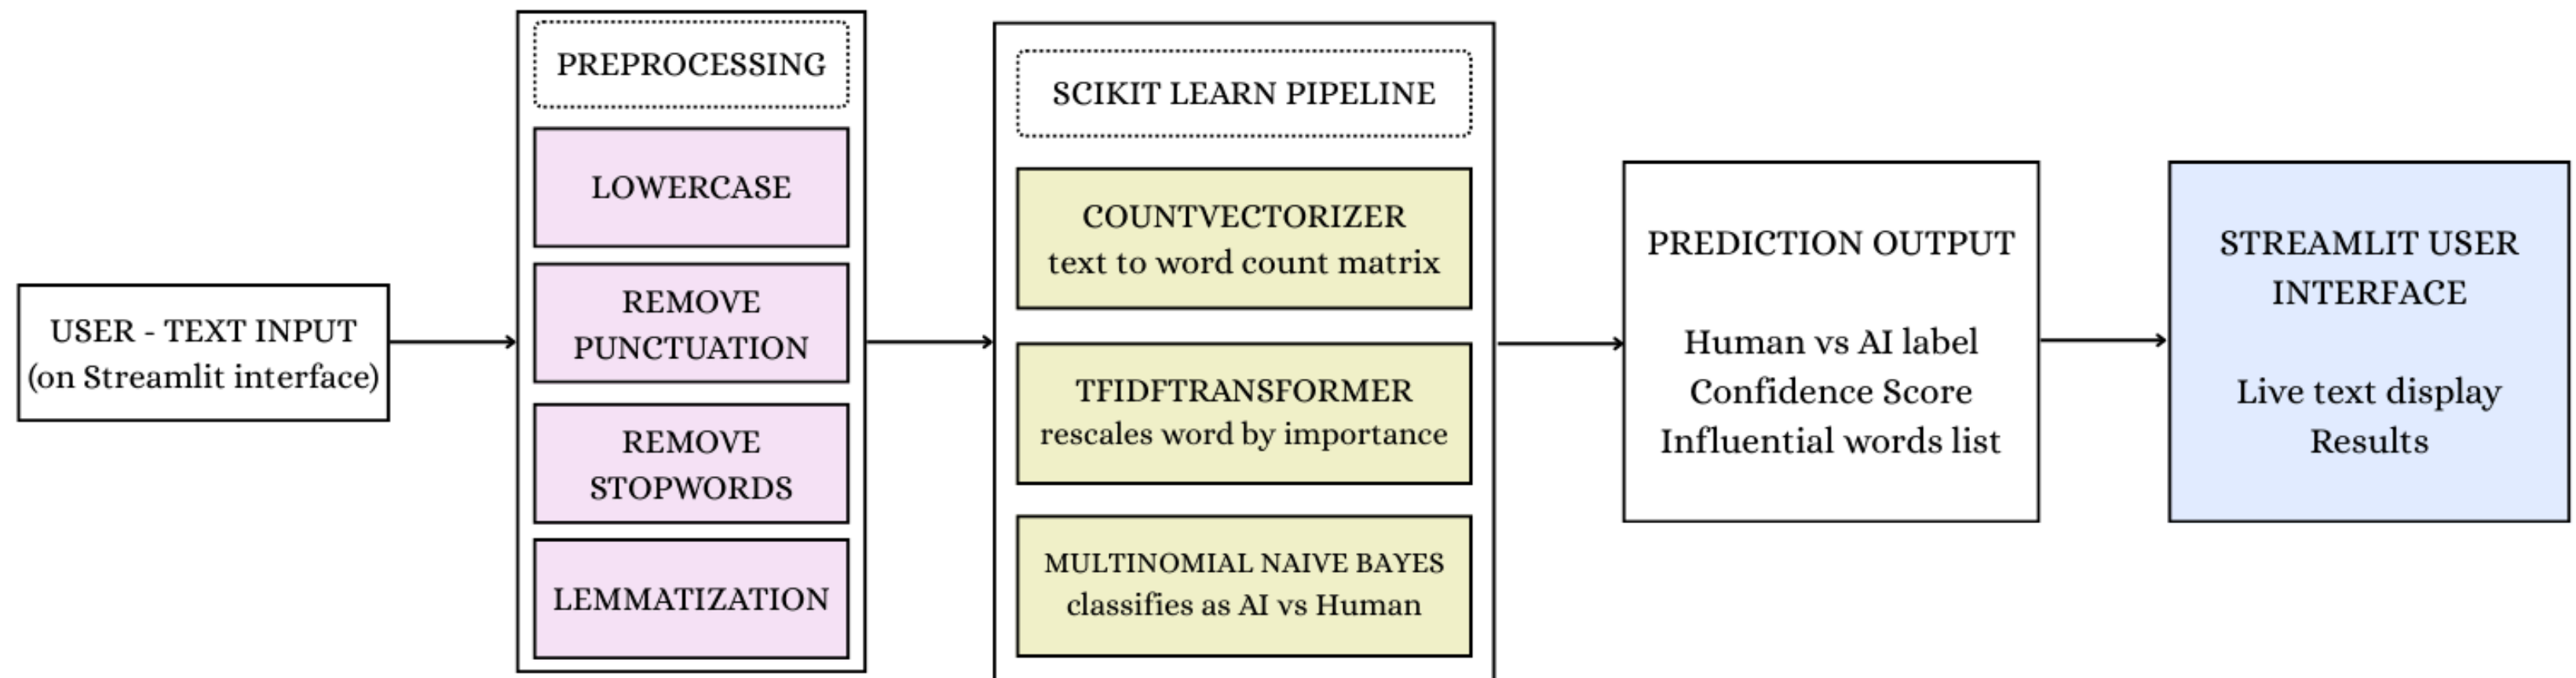 USER - TEXT INPUT
(on Streamlit interface)
PREPROCESSING
LOWERCASE
REMOVE
PUNCTUATION
REMOVE
STOPWORDS
LEMMATIZATION
SCIKIT LEARN PIPELINE
COUNTVECTORIZER
text to word count matrix
TFIDFTRANSFORMER
rescales word by importance
MULTINOMIAL NAIVE BAYES
classifies as AI vs Human
PREDICTION OUTPUT
Human vs AI label
Confidence Score
Influential words list
STREAMLIT USER
INTERFACE
Live text display
Results